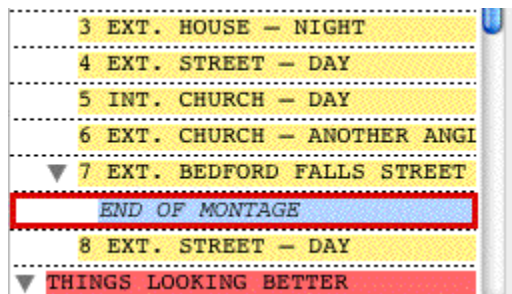 3 EXT. HOUSE — NIGHT
4 EXT. STREET — DAY
5 INT. CHURCH — DAY
6 EXT. CHURCH — ANOTHER ANGL
7 EXT. BEDFORD FALLS STREET
END OF MONTAGE
8 EXT. STREET — DAY
THINGS LOOKING BETTER